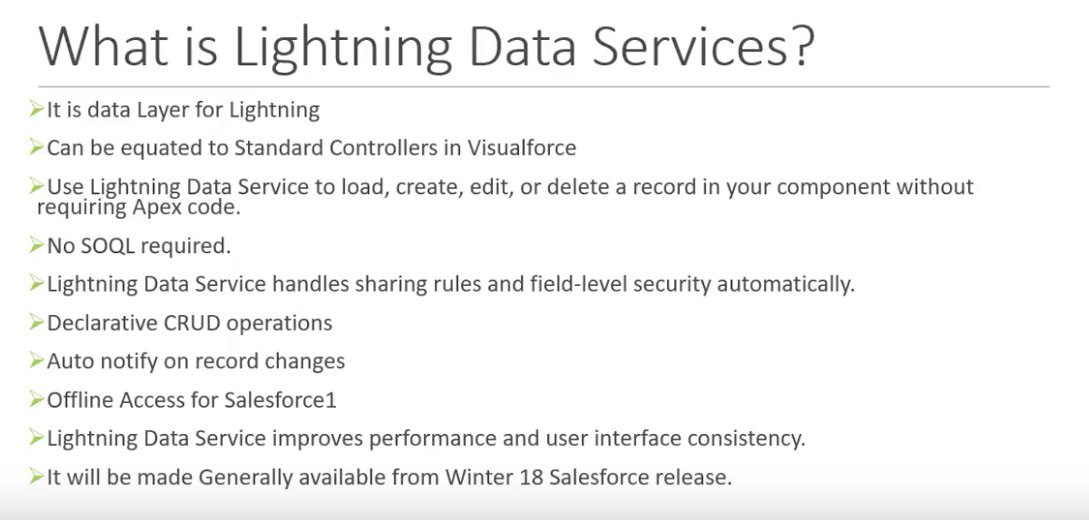 What is Lightning Data Services?
➢It is data Layer for Lightning
➢Can be equated to Standard Controllers in Visualforce
➢Use Lightning Data Service to load, create, edit, or delete a record in your component without
requiring Apex code.
➢No SOQL required.
➢Lightning Data Service handles sharing rules and field-level security automatically.
➢Declarative CRUD operations
➢Auto notify on record changes
➢Offline Access for Salesforce1
➢Lightning Data Service improves performance and user interface consistency.
➢It will be made Generally available from Winter 18 Salesforce release.